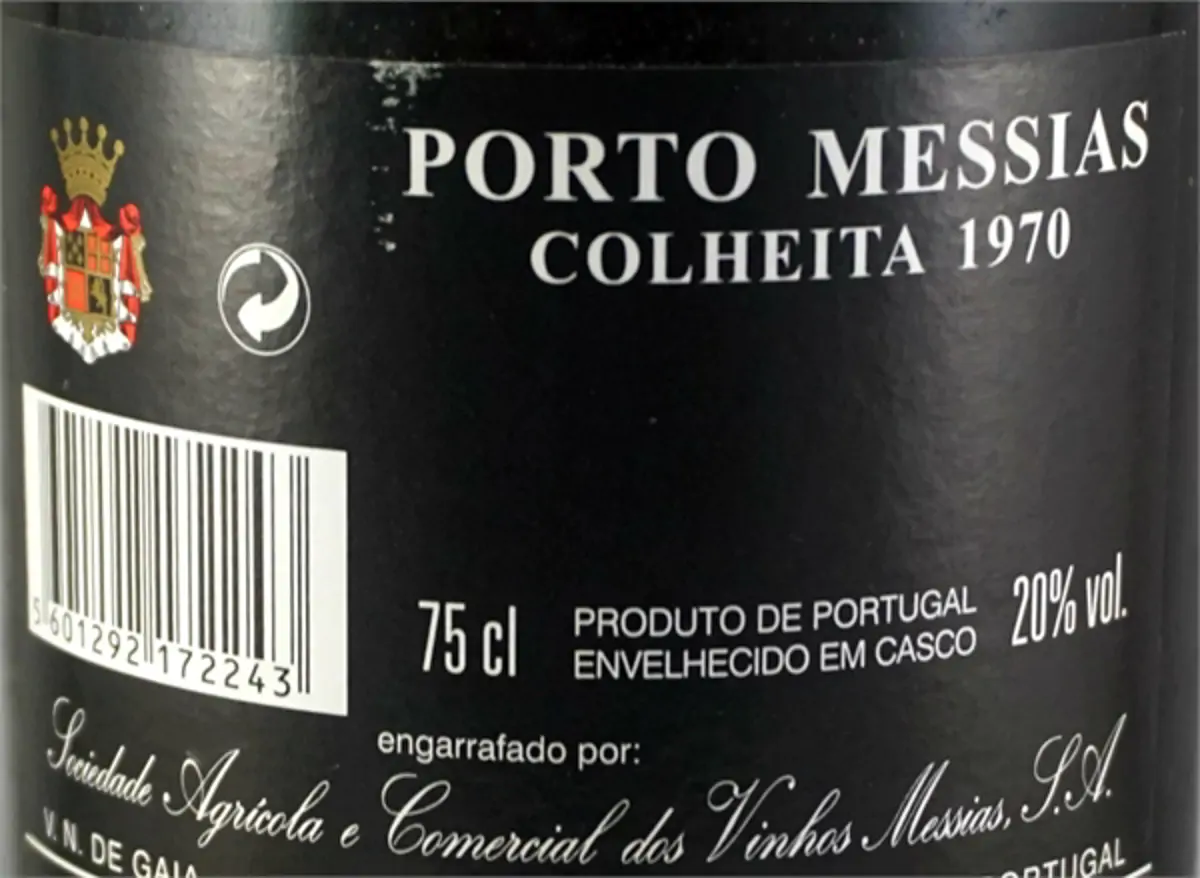 PORTO MESSIAS
COLHEITA 1970
5 601292 172243
75 cl
PRODUTO DE PORTUGAL
ENVELHECIDO EM CASCO
20% vol.
engarrafado por:
Sociedade Agrícola e Comercial dos Vinhos Messias, S.A.
V. N. DE GAIA
PORTUGAL